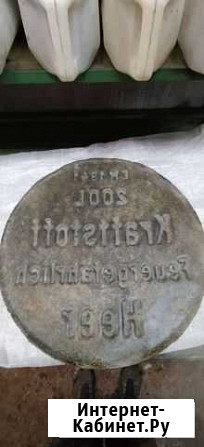 200L
Kraftstoff
Feuergefährlich
Heer
Интернет-
Кабинет.Ру